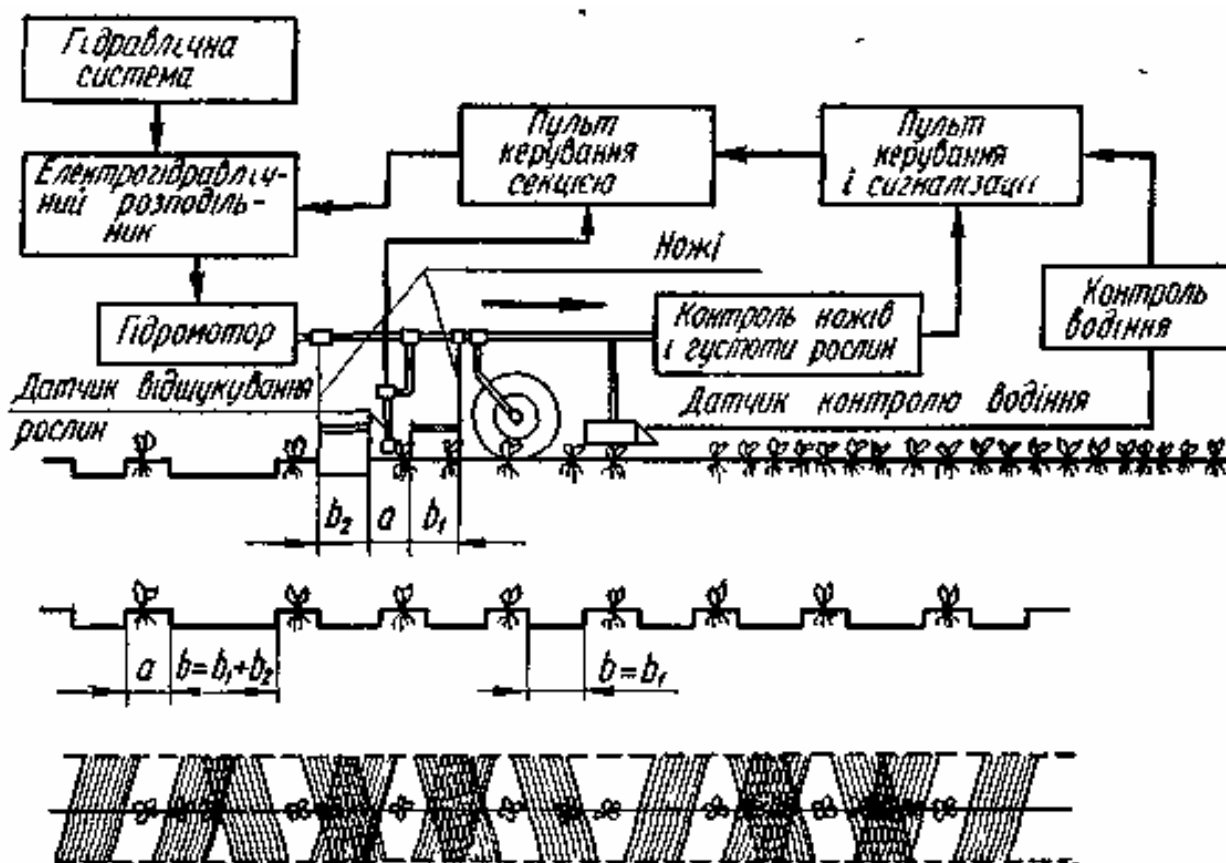 Гідравлічна
система
Пульт
керування
секцією
Пульт
керування
і сигналізації
Електрогідравліч-
ний розподіль-
ник
Ножі
Гідромотор
Контроль ножів
і густоти рослин
Контроль
водіння
Датчик відшукування
рослин
Датчик контролю водіння
b₂ a b₁
a b=b₁+b₂ b=b₁